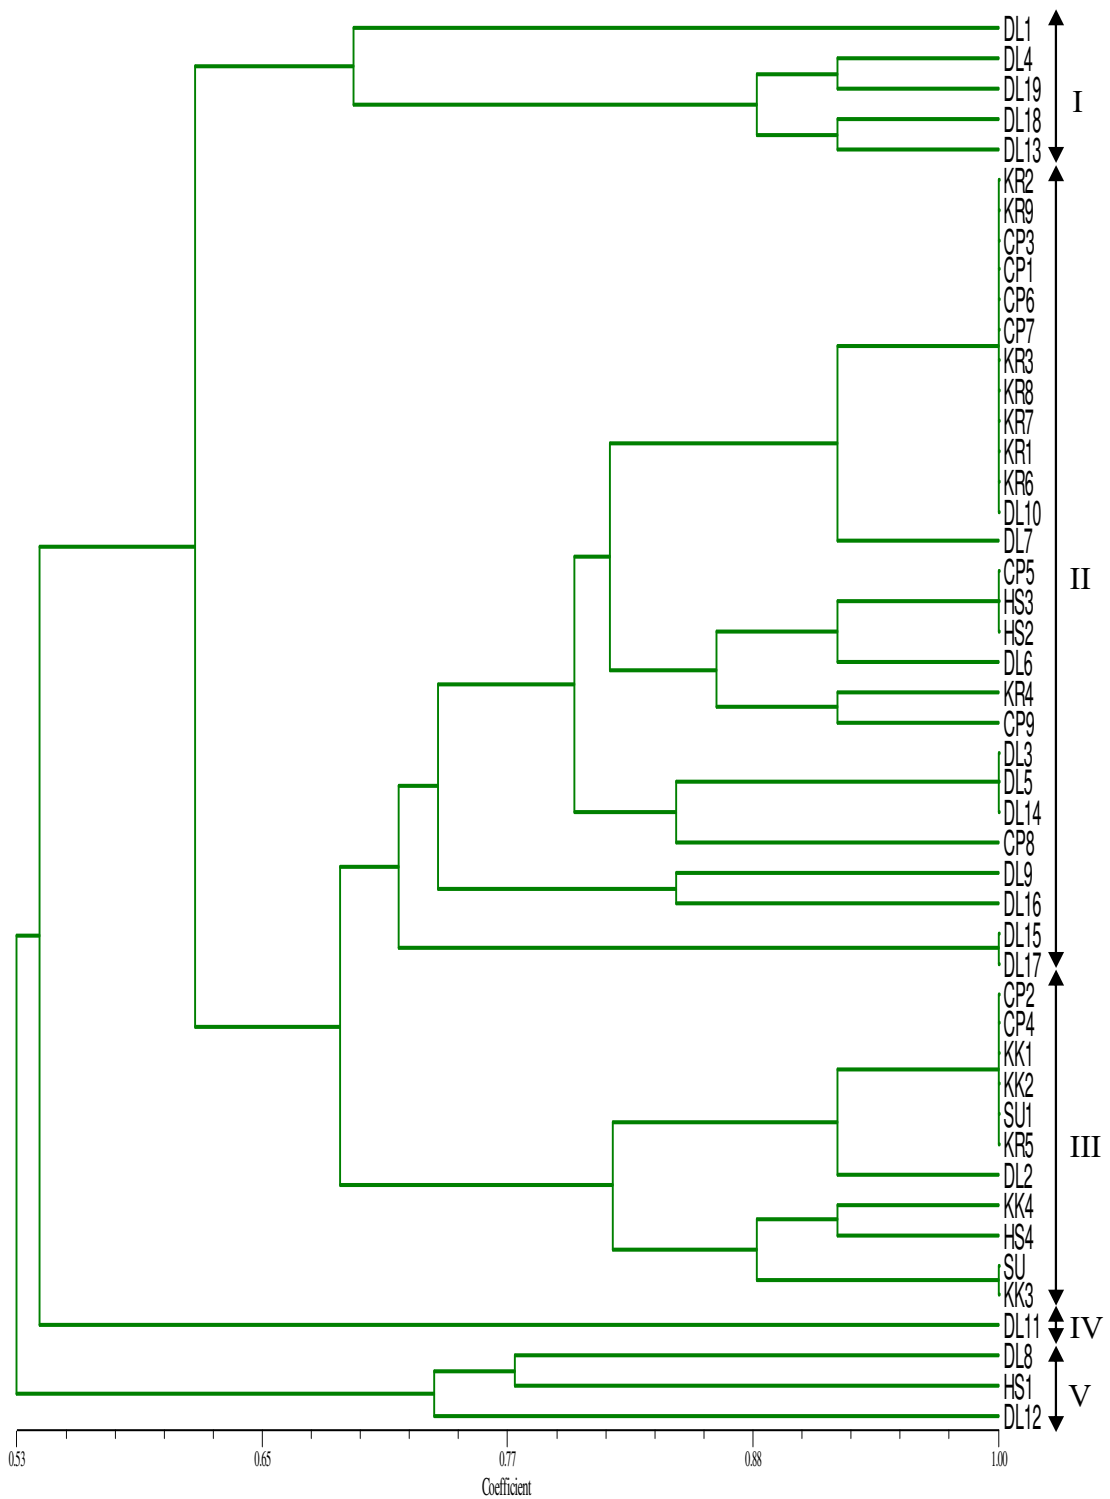 DL1
DL4
DL19
I
DL18
DL13
KR2
KR9
CP3
CP1
CP6
CP7
KR3
KR8
KR7
KR1
KR6
DL10
DL7
CP5
II
HS3
HS2
DL6
KR4
CP9
DL3
DL5
DL14
CP8
DL9
DL16
DL15
DL17
CP2
CP4
KK1
KK2
SU1
KR5
III
DL2
KK4
HS4
SU
KK3
DL11
IV
DL8
HS1
V
DL12
0.53 0.65 0.77 0.88 1.00
Coefficient